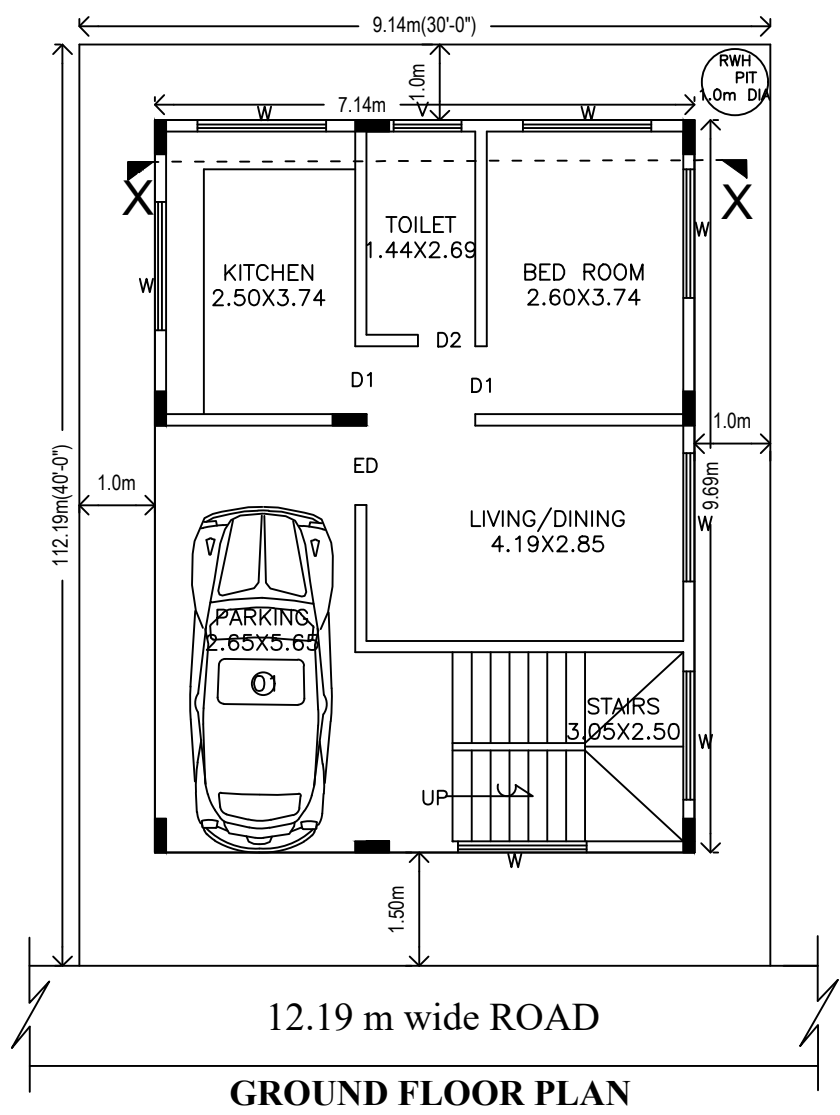 9.14m(30'-0")
RWH
PIT
1.0m DIA
1.0m
7.14m
W
V
W
X
X
TOILET
1.44X2.69
KITCHEN
2.50X3.74
BED ROOM
2.60X3.74
W
W
D2
D1
D1
1.0m
112.19m(40'-0")
ED
1.0m
9.69m
LIVING/DINING
4.19X2.85
W
PARKING
2.65X5.65
01
STAIRS
3.05X2.50
W
UP
W
1.50m
12.19 m wide ROAD
GROUND FLOOR PLAN